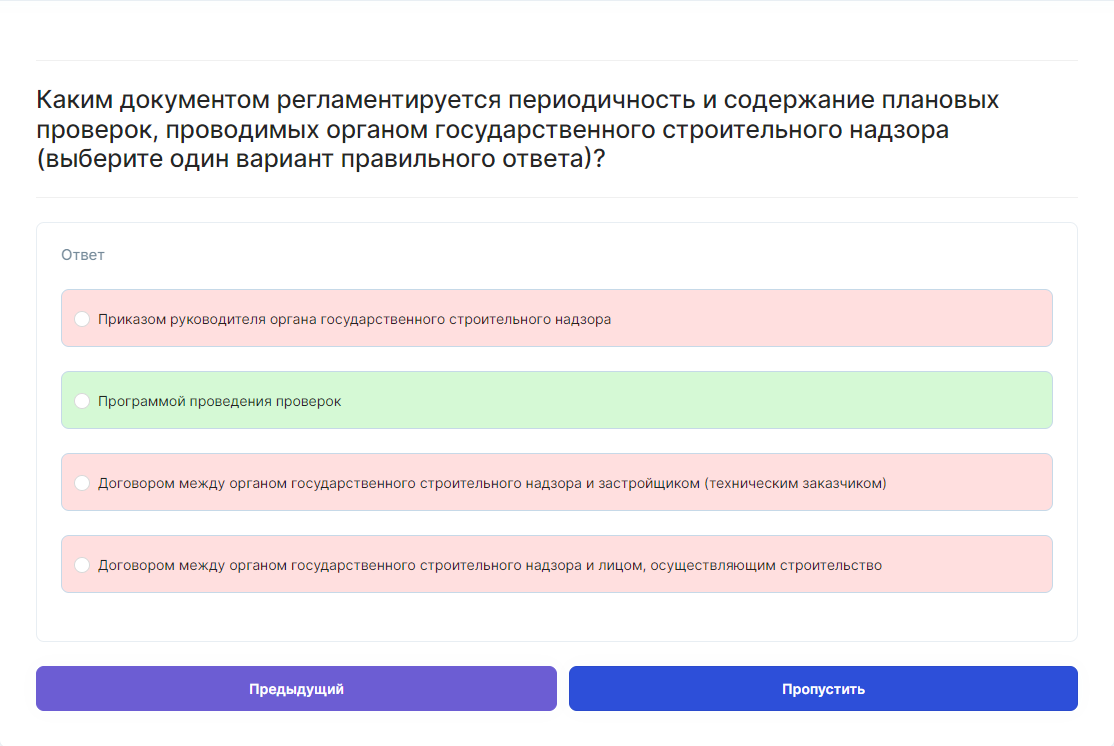 Каким документом регламентируется периодичность и содержание плановых
проверок, проводимых органом государственного строительного надзора
(выберите один вариант правильного ответа)?
Ответ
Приказом руководителя органа государственного строительного надзора
Программой проведения проверок
Договором между органом государственного строительного надзора и застройщиком (техническим заказчиком)
Договором между органом государственного строительного надзора и лицом, осуществляющим строительство
Предыдущий
Пропустить